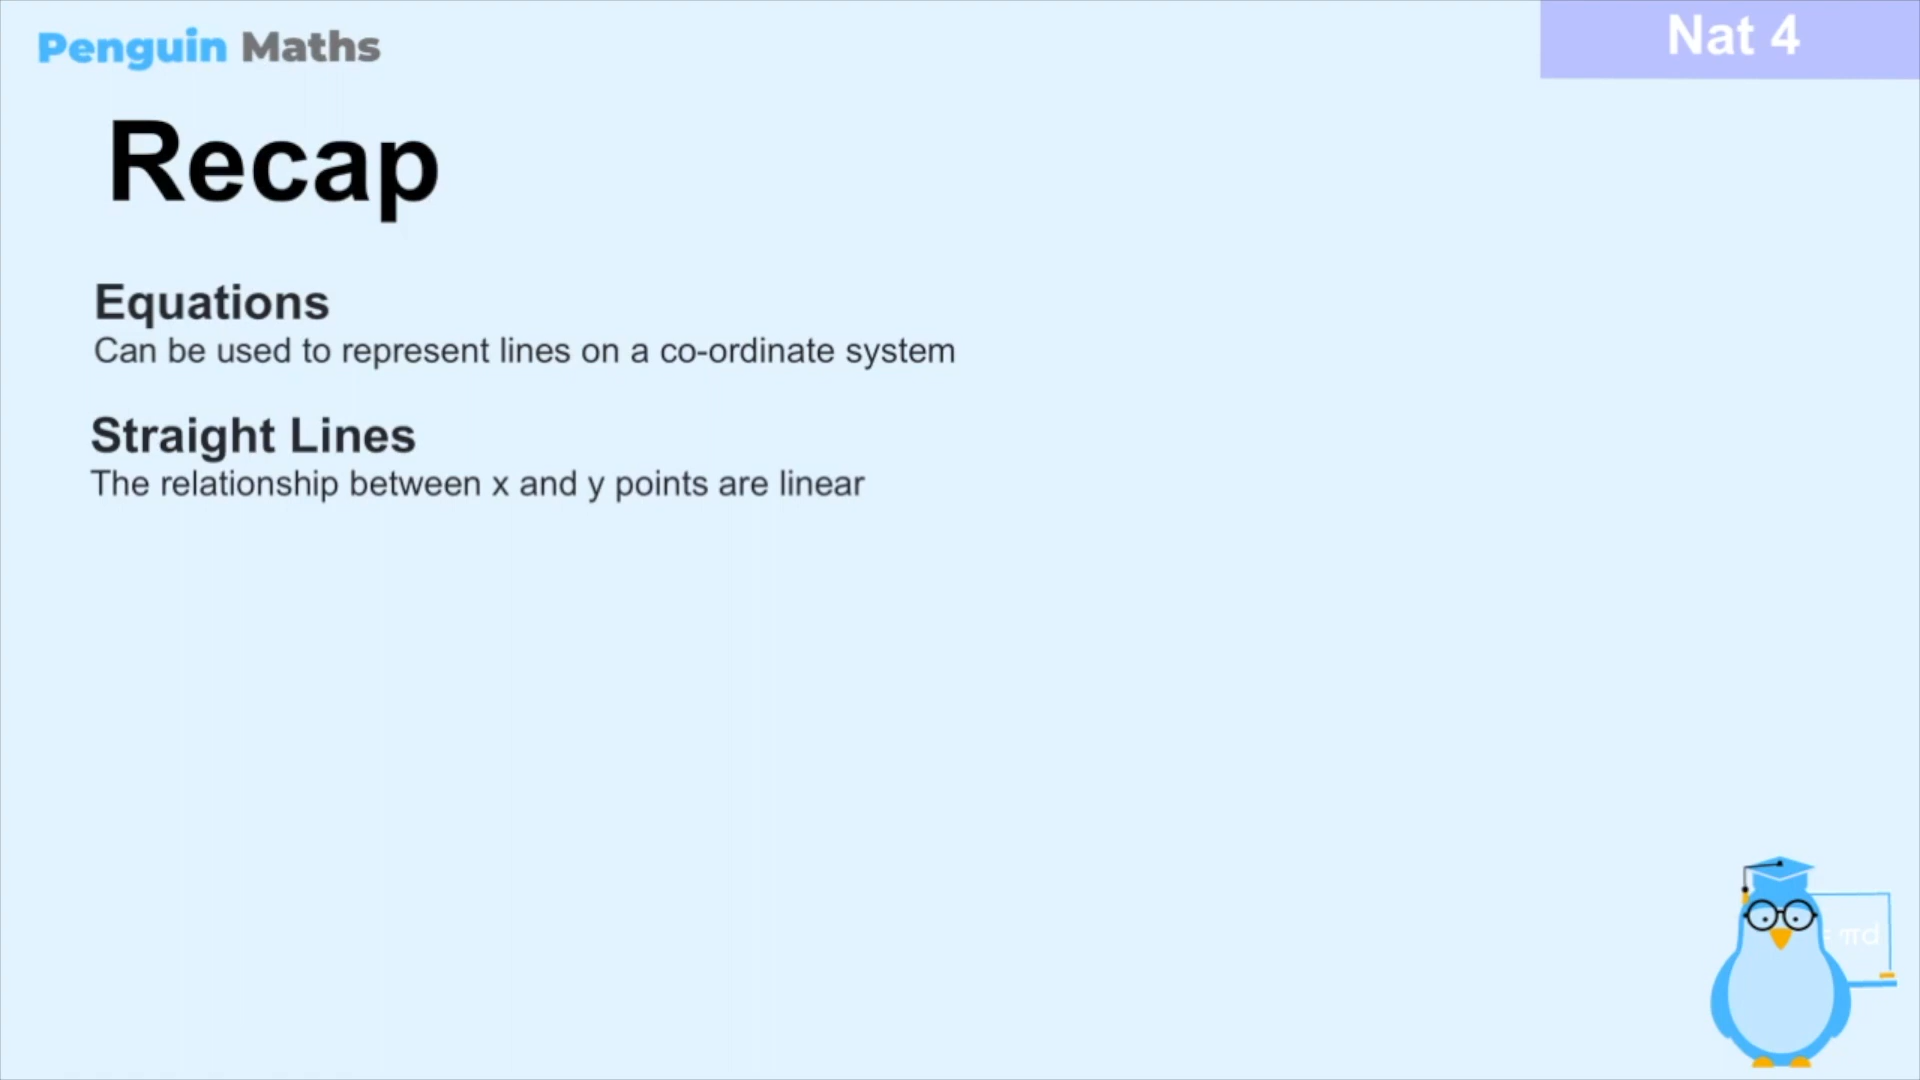 Penguin Maths
Nat 4
Recap
Equations
Can be used to represent lines on a co-ordinate system
Straight Lines
The relationship between x and y points are linear
πd